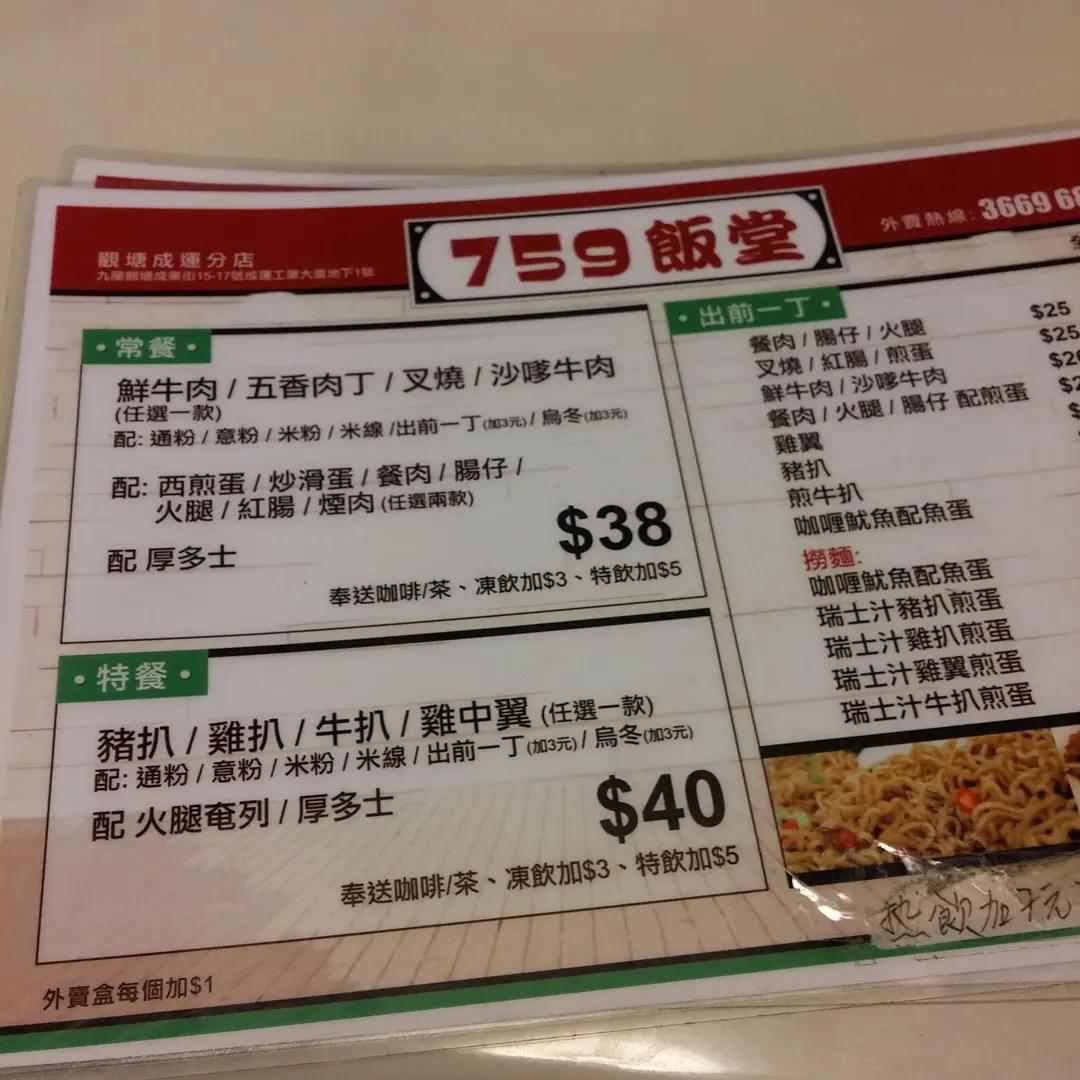 759 飯堂
觀塘成運分店
九龍觀塘成業街15-17號成運工業大廈地下1號
外賣熱線: 3669
• 常餐 •
鮮牛肉 / 五香肉丁 / 叉燒 / 沙嗲牛肉
(任選一款)
配: 通粉 / 意粉 / 米粉 / 米線 /出前一丁(加3元) / 烏冬(加3元)
配: 西煎蛋 / 炒滑蛋 / 餐肉 / 腸仔 /
火腿 / 紅腸 / 煙肉 (任選兩款)
配 厚多士
$38
奉送咖啡/茶、凍飲加$3、特飲加$5
• 特餐 •
豬扒 / 雞扒 / 牛扒 / 雞中翼 (任選一款)
配: 通粉 / 意粉 / 米粉 / 米線 / 出前一丁(加3元) / 烏冬(加3元)
配 火腿奄列 / 厚多士
$40
奉送咖啡/茶、凍飲加$3、特飲加$5
外賣盒每個加$1
• 出前一丁 •
餐肉 / 腸仔 / 火腿 $25
叉燒 / 紅腸 / 煎蛋 $25
鮮牛肉 / 沙嗲牛肉
餐肉 / 火腿 / 腸仔 配煎蛋
雞翼
豬扒
煎牛扒
咖喱魷魚配魚蛋
撈麵:
咖喱魷魚配魚蛋
瑞士汁豬扒煎蛋
瑞士汁雞扒煎蛋
瑞士汁雞翼煎蛋
瑞士汁牛扒煎蛋
热飲加